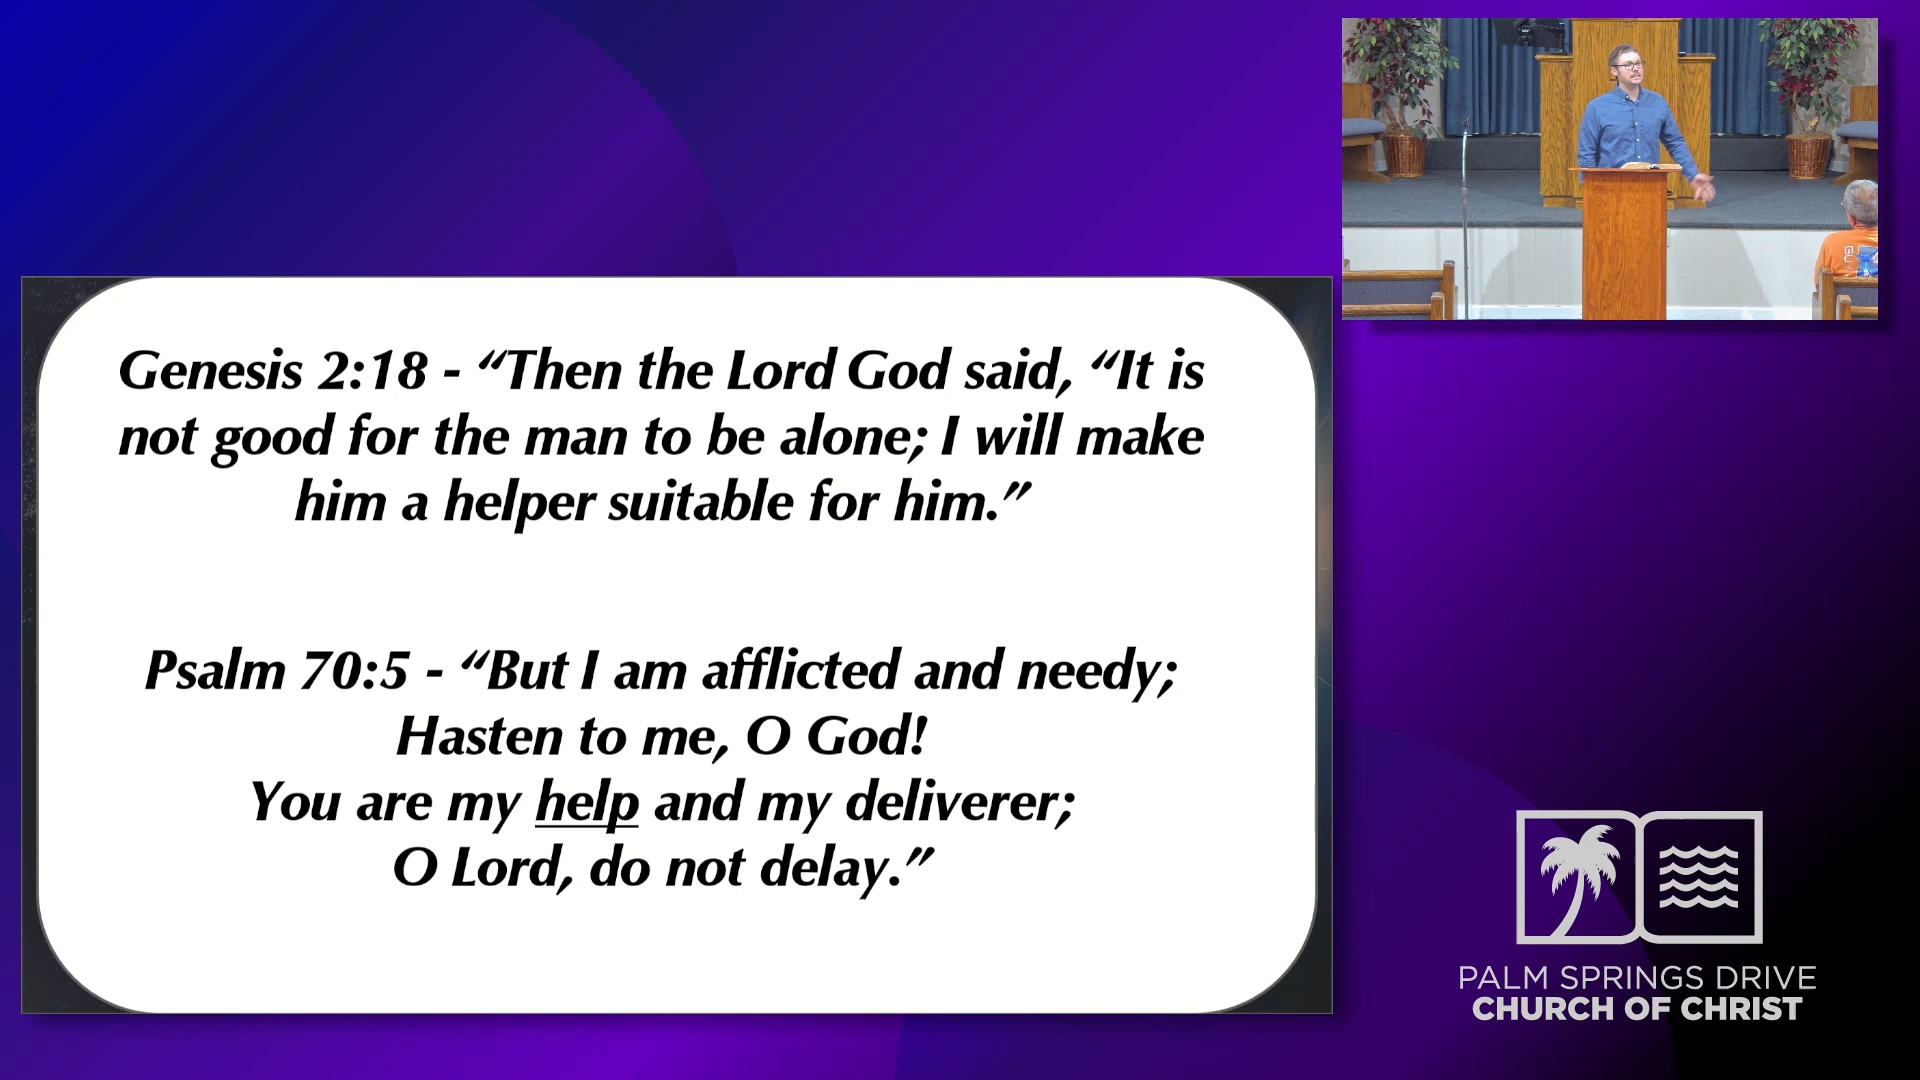 Genesis 2:18 - “Then the Lord God said, “It is
not good for the man to be alone; I will make
him a helper suitable for him.”
Psalm 70:5 - “But I am afflicted and needy;
Hasten to me, O God!
You are my help and my deliverer;
O Lord, do not delay.”
PALM SPRINGS DRIVE
CHURCH OF CHRIST